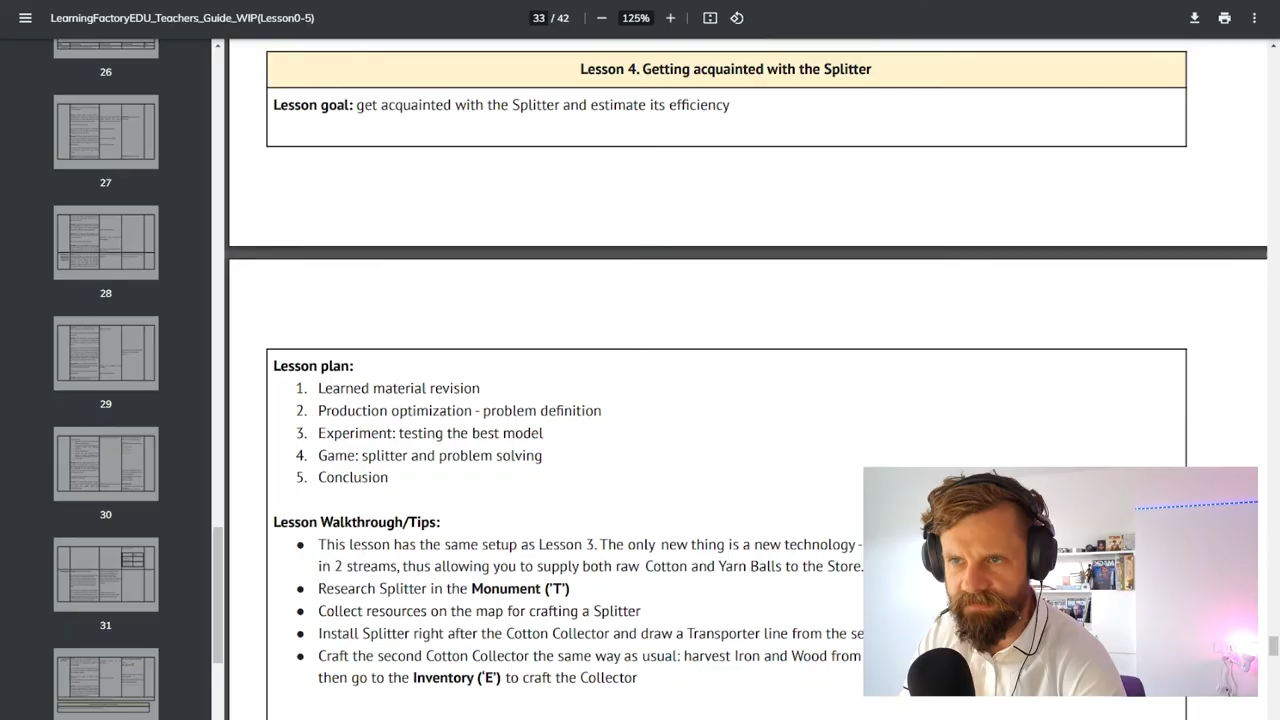 LearningFactoryEDU_Teachers_Guide_WIP(Lesson0-5)
33 / 42
125%
26
27
28
29
30
31
Lesson 4. Getting acquainted with the Splitter
Lesson goal: get acquainted with the Splitter and estimate its efficiency
Lesson plan:
1. Learned material revision
2. Production optimization - problem definition
3. Experiment: testing the best model
4. Game: splitter and problem solving
5. Conclusion
Lesson Walkthrough/Tips:
● This lesson has the same setup as Lesson 3. The only new thing is a new technology -
in 2 streams, thus allowing you to supply both raw Cotton and Yarn Balls to the Store.
● Research Splitter in the Monument ('T')
● Collect resources on the map for crafting a Splitter
● Install Splitter right after the Cotton Collector and draw a Transporter line from the se
● Craft the second Cotton Collector the same way as usual: harvest Iron and Wood from
then go to the Inventory ('E') to craft the Collector